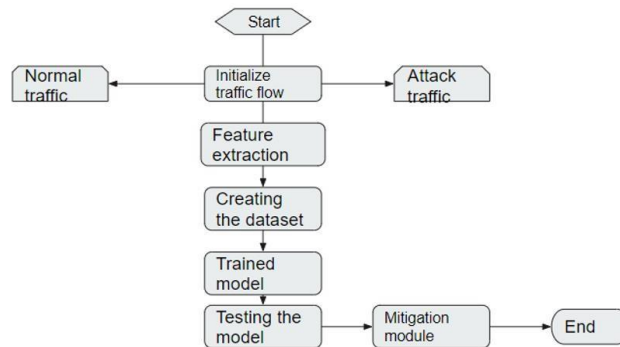 Start
Normal
traffic
Initialize
traffic flow
Attack
traffic
Feature
extraction
Creating
the dataset
Trained
model
Testing the
model
Mitigation
module
End